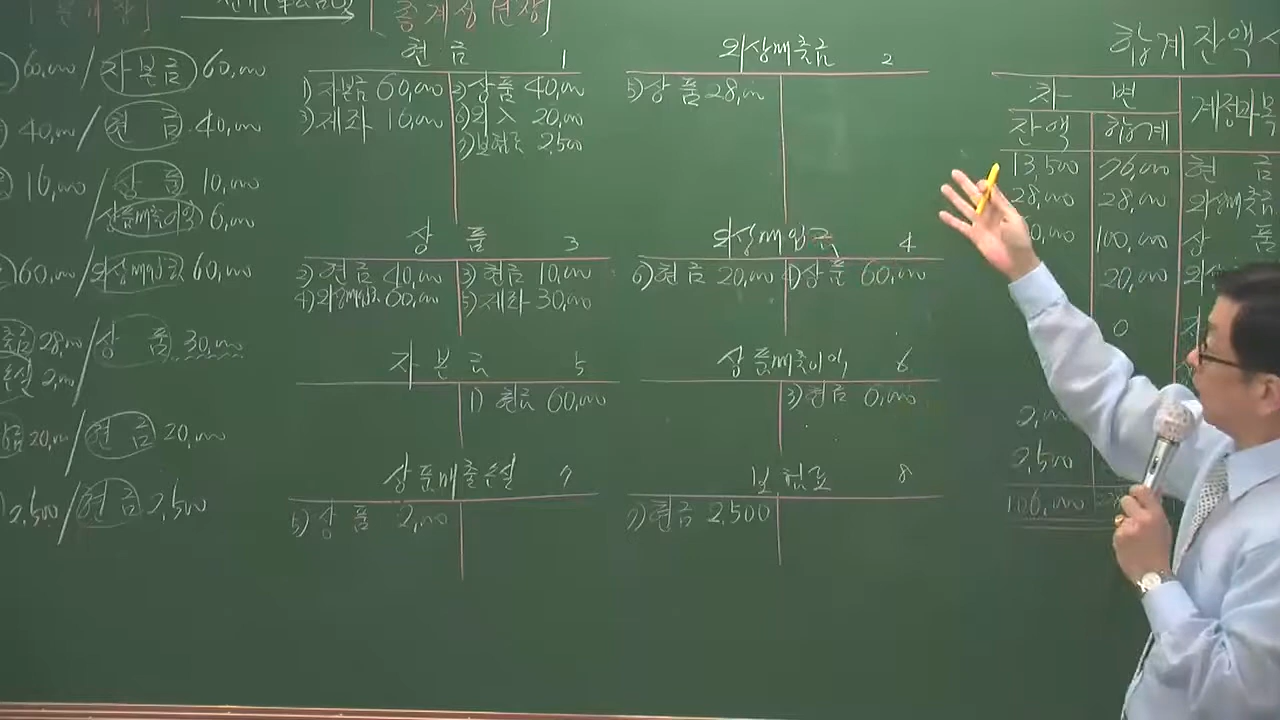 [총계정원장]
합계잔액
60,000/자본금 60,000
40,000/현 금 40,000
10,000/상 품 10,000
상품매출이익 6,000
60,000/외상매입금 60,000
28,000/상 품 30,000
2,000
20,000/현 금 20,000
2,500/현금 2,500
현 금 1
1)자본금 60,000 2)상품 40,000
3)제좌 16,000 6)외入 20,000
7)보험료 2,500
외상매출금 2
5)상 품 28,000
상 품 3
2)현금 40,000 3)현금 10,000
4)외상매입금 60,000 5)제좌 30,000
외상매입금 4
6)현금 20,000 4)상품 60,000
자본금 5
1)현금 60,000
상품매출이익 6
3)현금 6,000
상품매출손실 7
5)상 품 2,000
보험료 8
7)현금 2,500
차 변 계정과목
잔액 합계
13,500 76,000 현 금
28,000 28,000 외상매출금
100,000 상 품
20,000
0
2,000
2,500
106,000